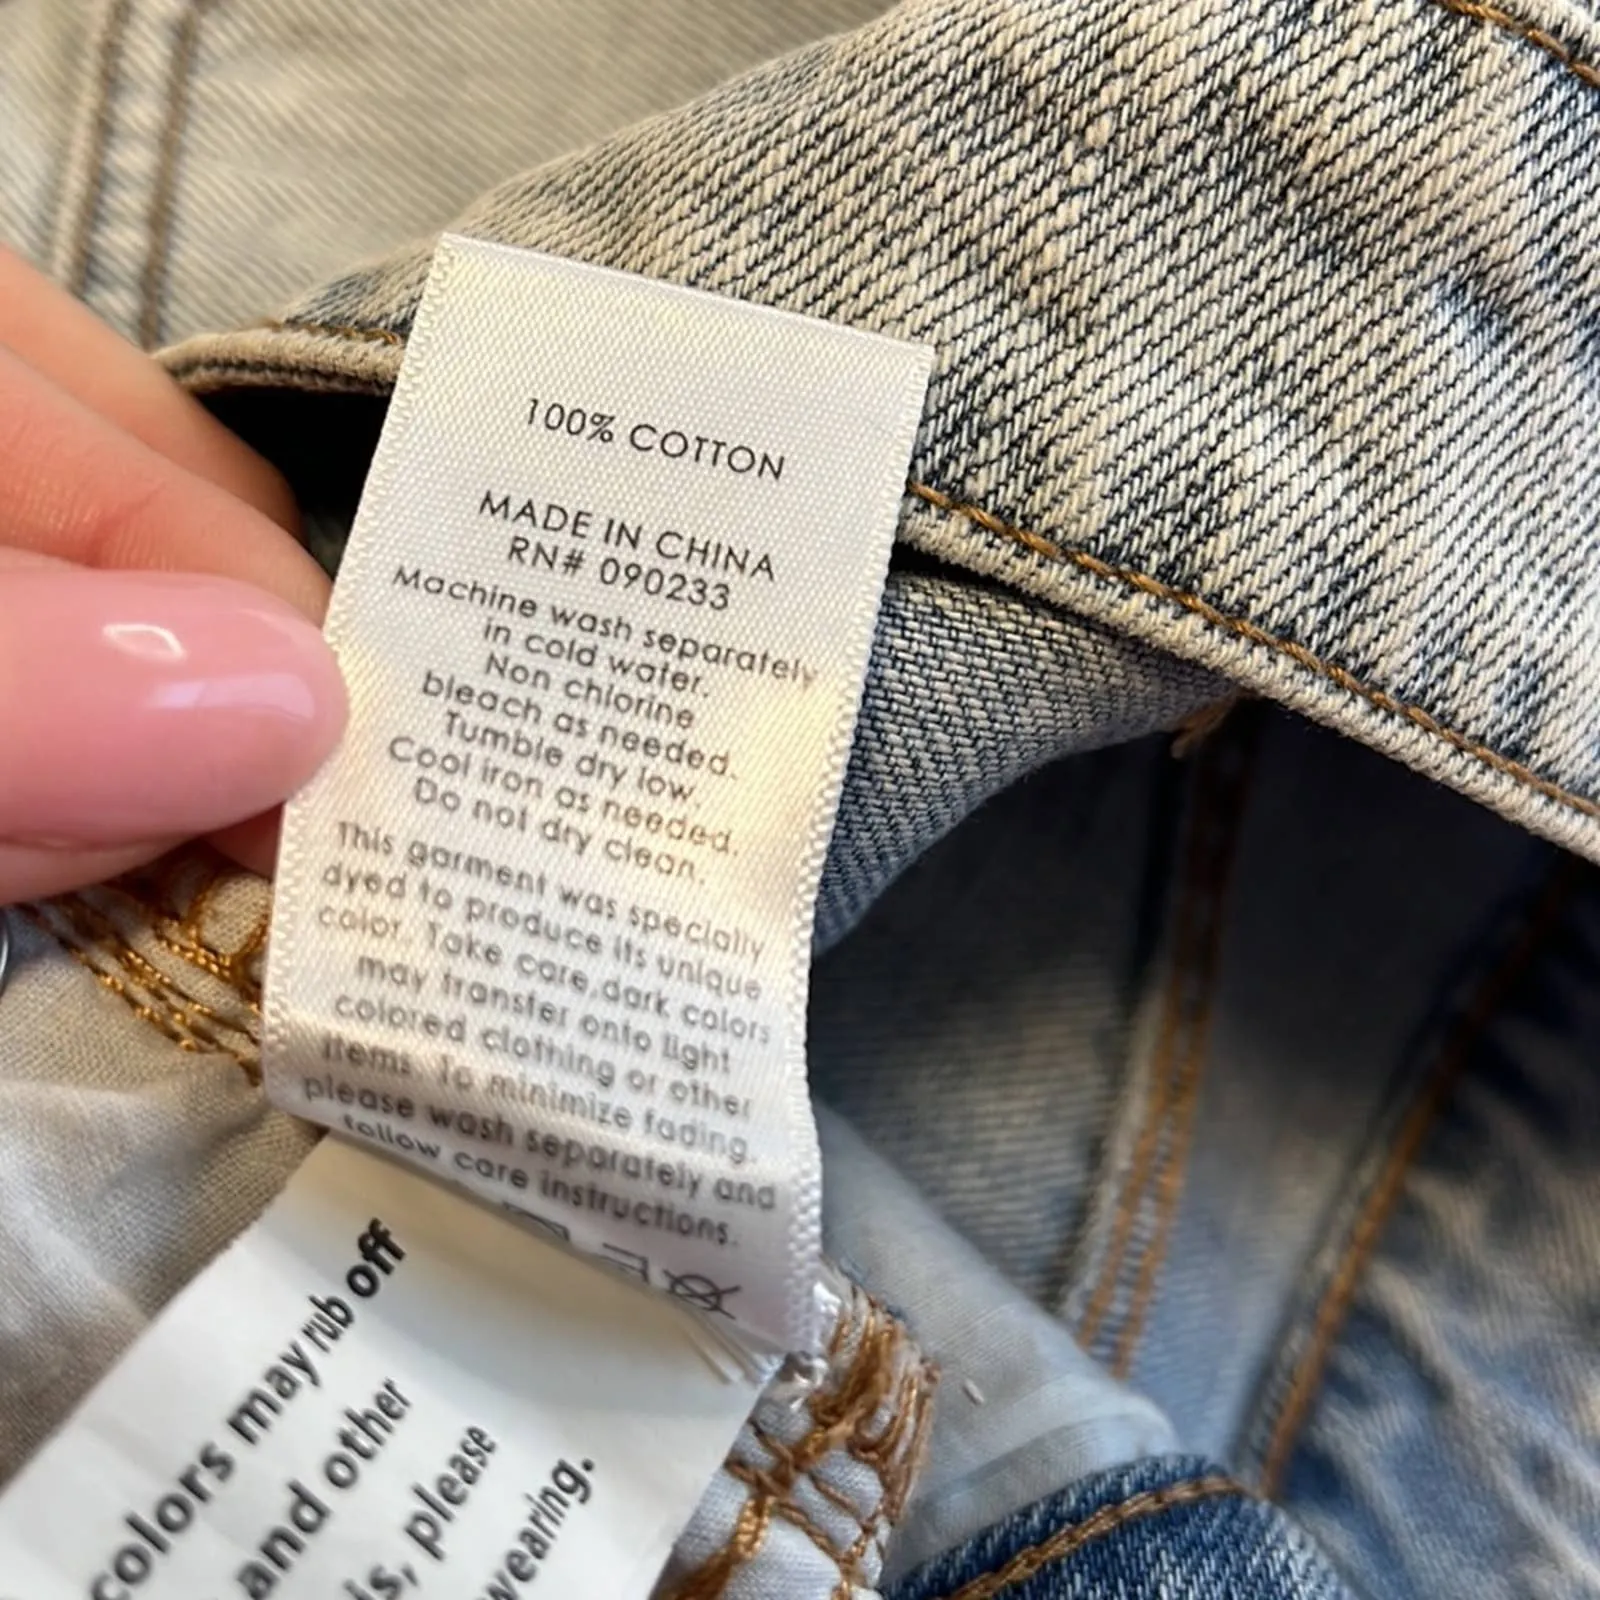 100% COTTON
MADE IN CHINA
RN# 090233
Machine wash separately
in cold water.
Non chlorine
bleach as needed.
Tumble dry low.
Cool iron as needed.
Do not dry clean.
This garment was specially
dyed to produce its unique
color. Take care,dark colors
may transfer onto light
colored clothing or other
items. To minimize fading.
please wash separately and
follow care instructions.
colors may rub off
and other
is, please
wearing.